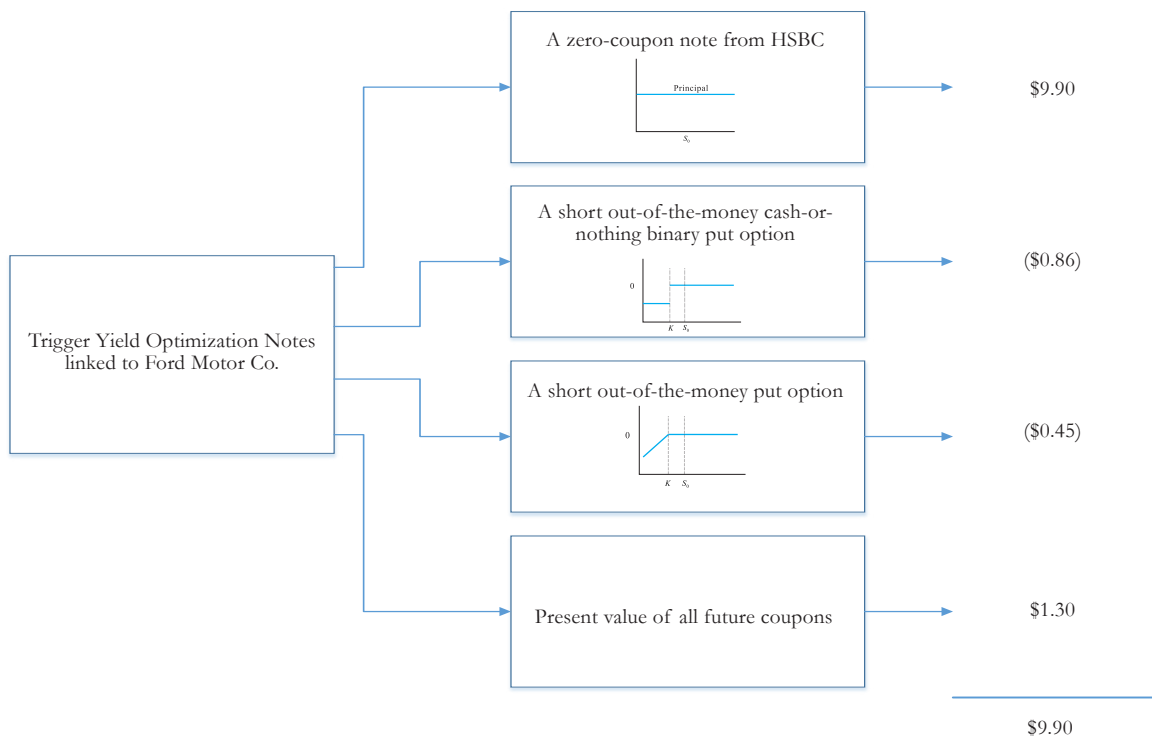 A zero-coupon note from HSBC
Principal
S₀
$9.90
A short out-of-the-money cash-or-
nothing binary put option
0
K S₀
($0.86)
Trigger Yield Optimization Notes
linked to Ford Motor Co.
A short out-of-the-money put option
0
K S₀
($0.45)
Present value of all future coupons
$1.30
$9.90